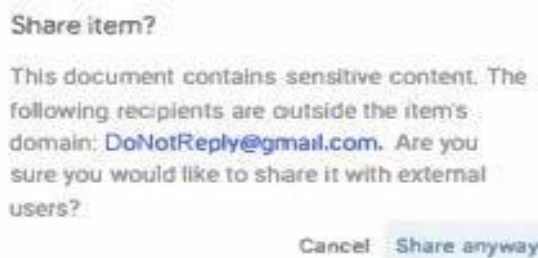 Share item?
This document contains sensitive content. The
following recipients are outside the item's
domain: DoNotReply@gmail.com. Are you
sure you would like to share it with external
users?
Cancel Share anyway